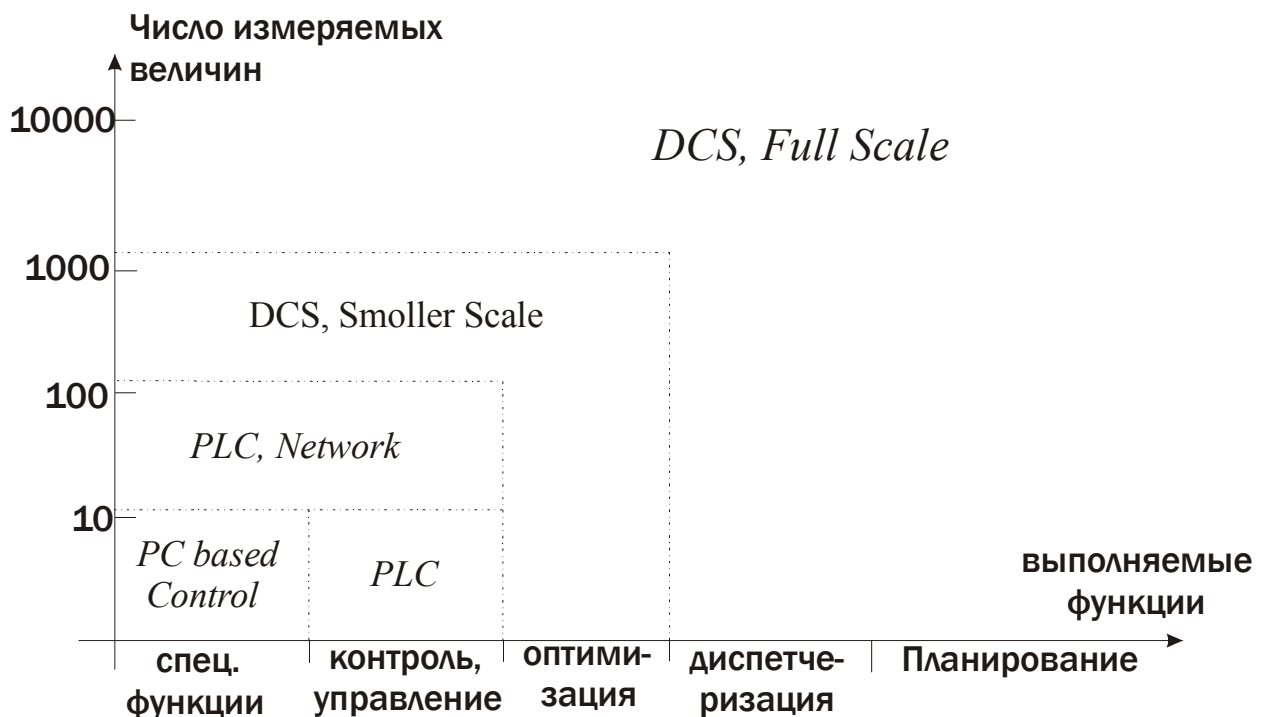 Число измеряемых
величин
10000
DCS, Full Scale
1000
DCS, Smoller Scale
100
PLC, Network
10
PC based
Control
PLC
выполняемые
функции
спец.
функции
контроль,
управление
оптими-
зация
диспетче-
ризация
Планирование